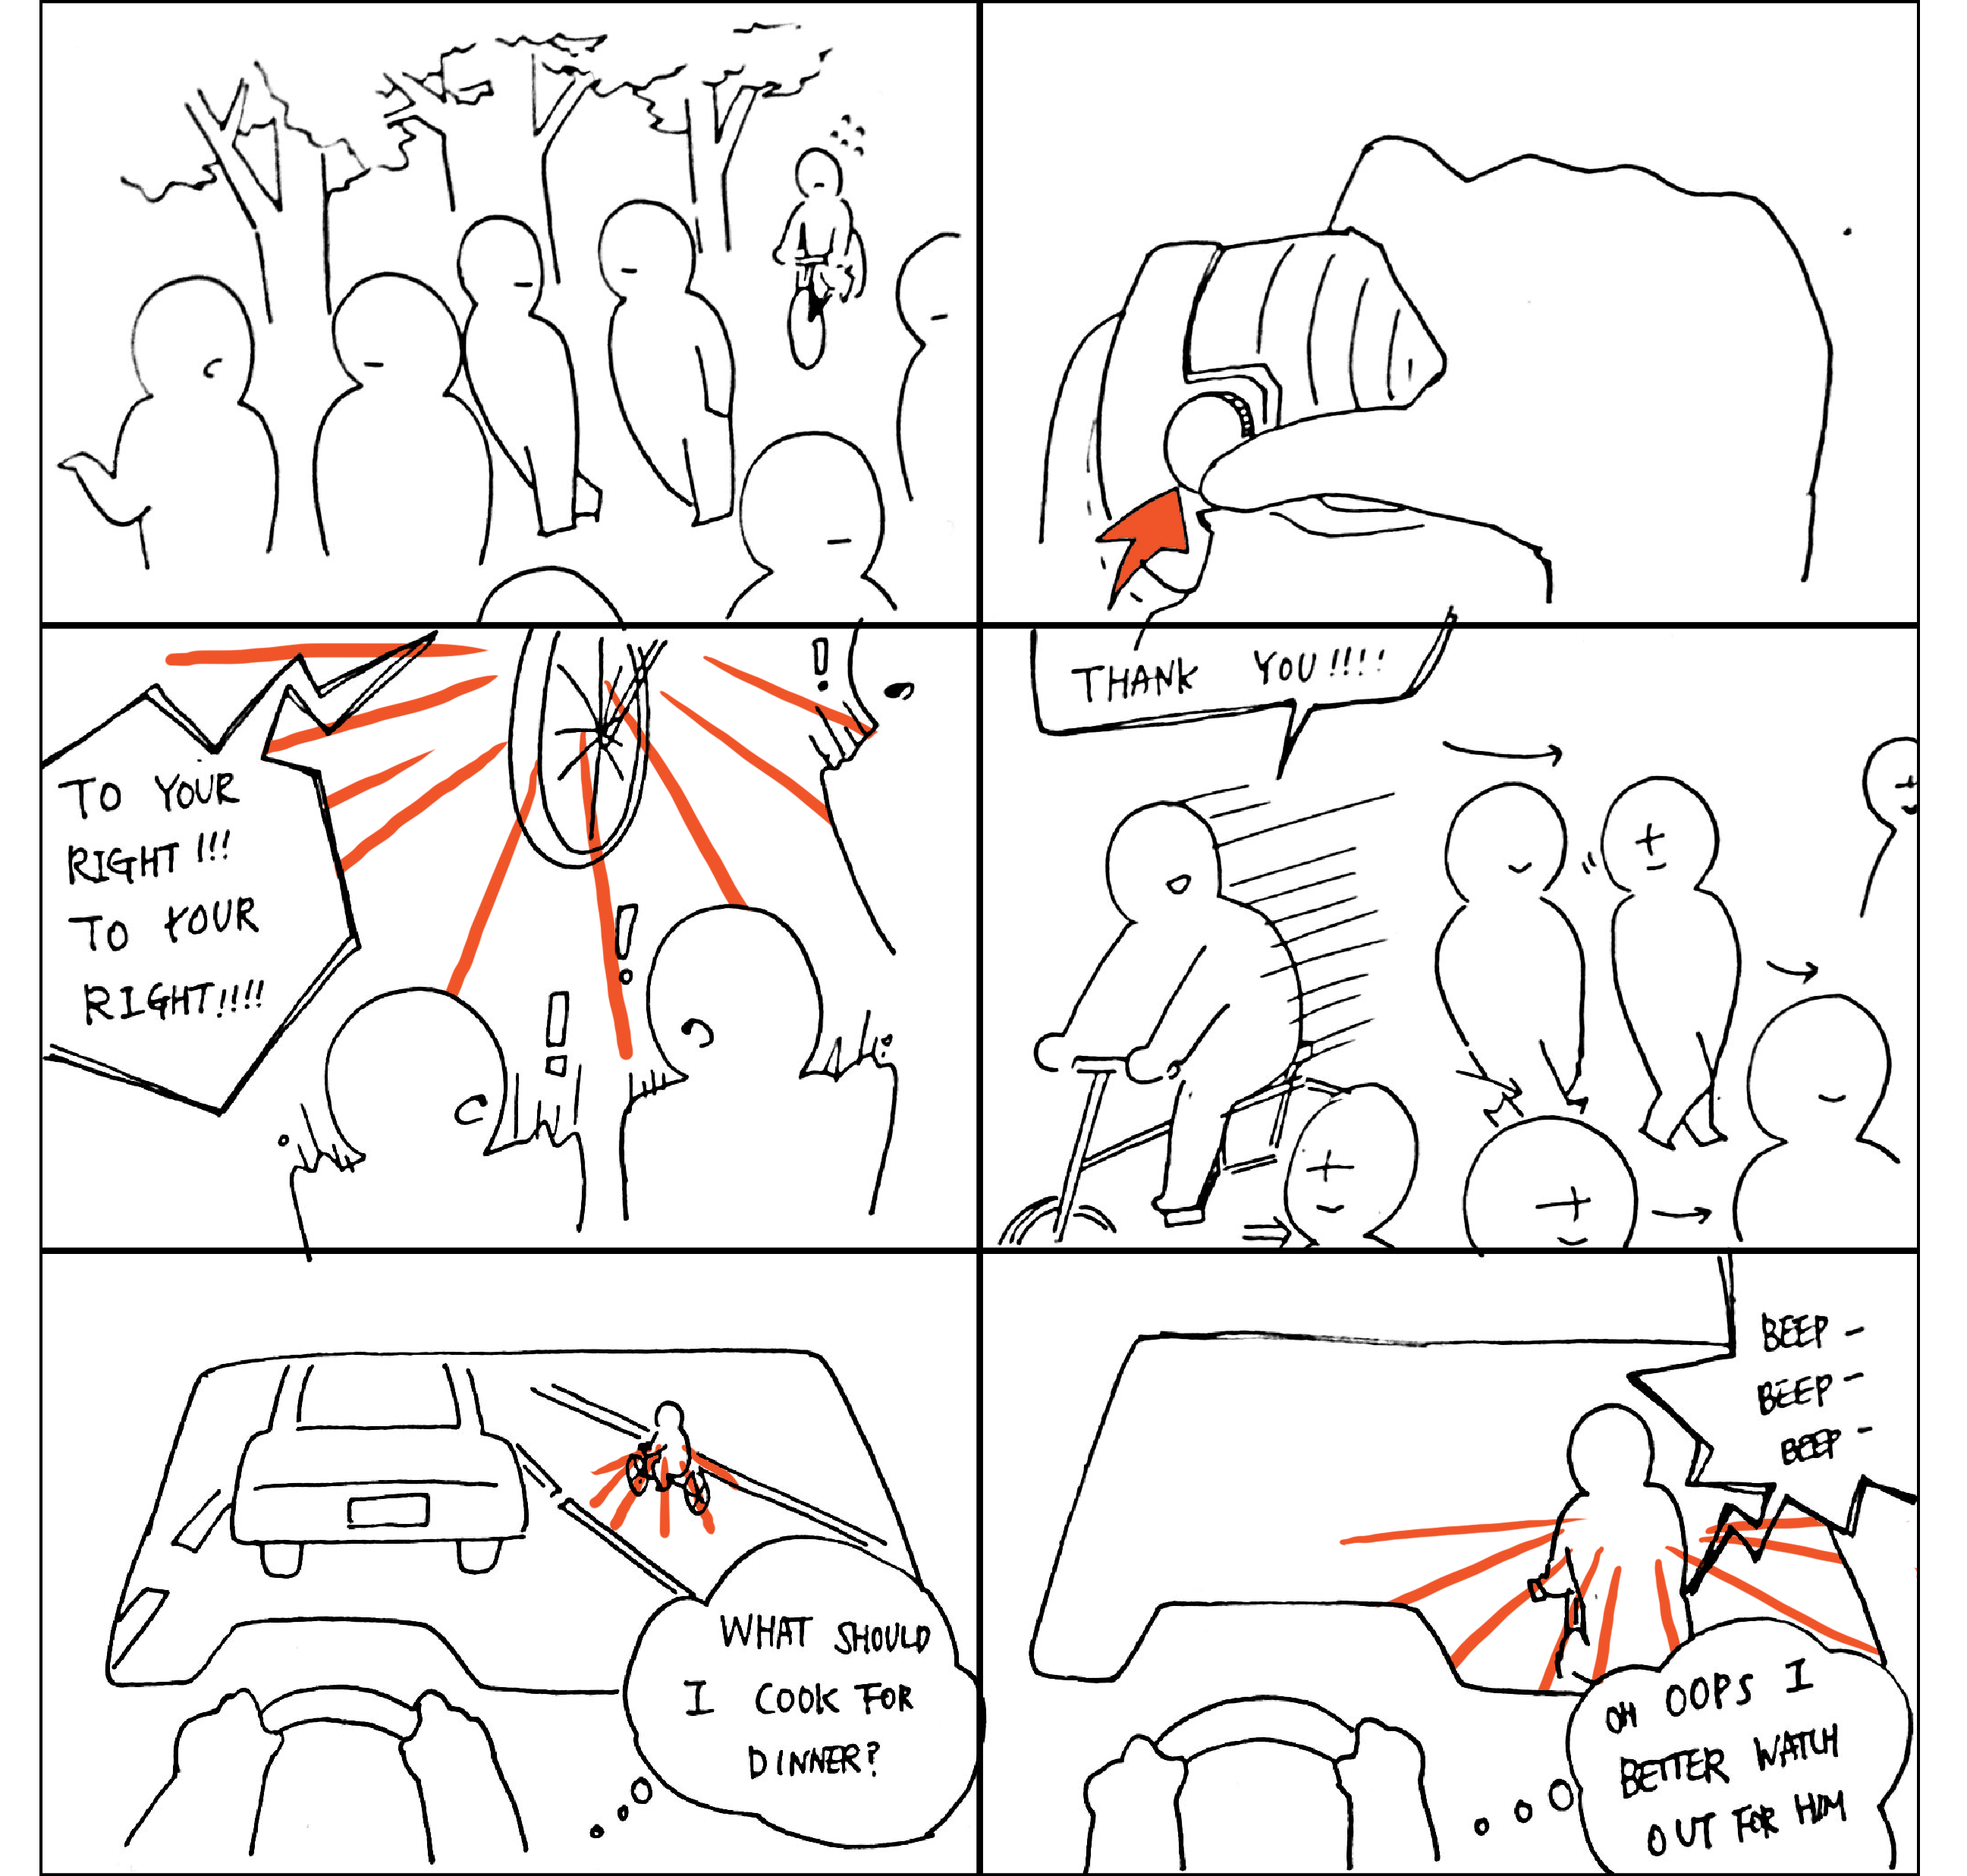 TO YOUR
RIGHT!!!
TO YOUR
RIGHT!!!!
!
!
!
THANK YOU!!!!
WHAT SHOULD
I COOK FOR
DINNER?
BEEP -
BEEP -
BEEP -
OH OOPS I
BETTER WATCH
OUT FOR HIM